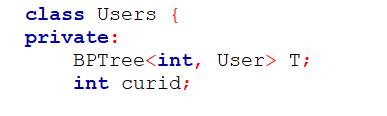 class Users {
private:
    BPTree<int, User> T;
    int curid;